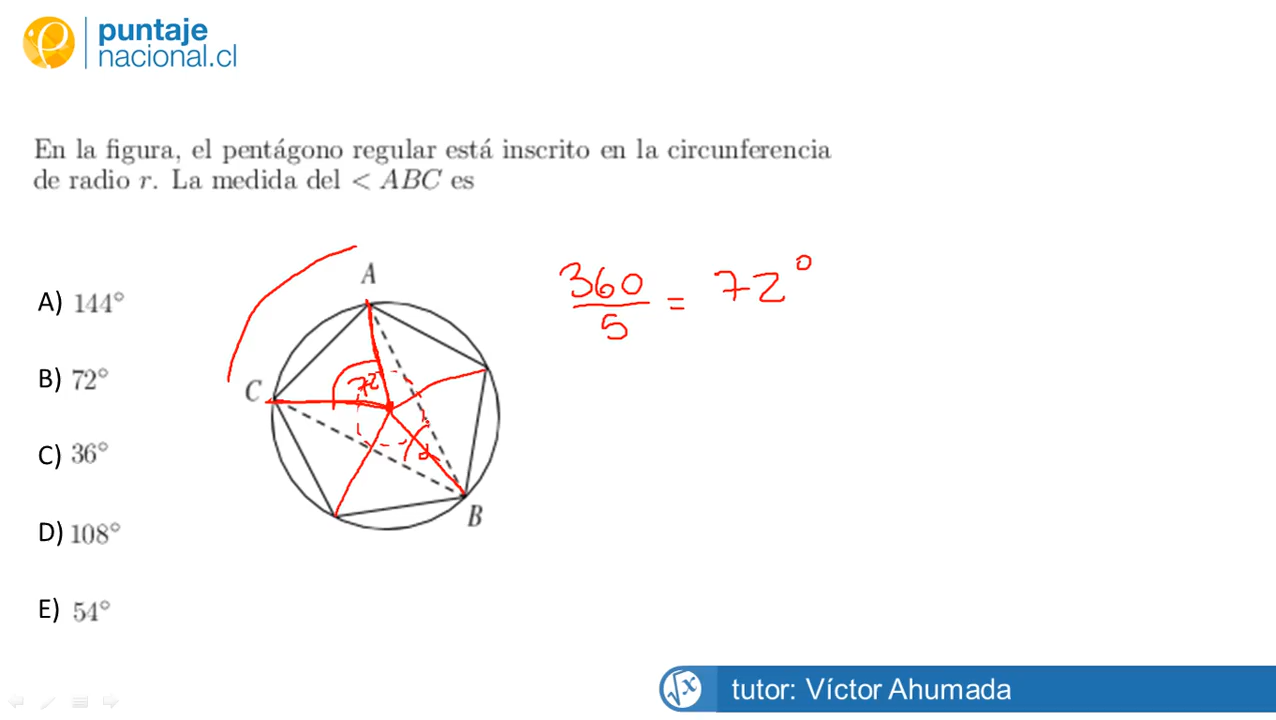 puntaje
nacional.cl
En la figura, el pentágono regular está inscrito en la circunferencia
de radio r. La medida del < ABC es
A) 144°
B) 72°
C) 36°
D) 108°
E) 54°
A
C
B
72
α
360/5 = 72°
√x tutor: Víctor Ahumada